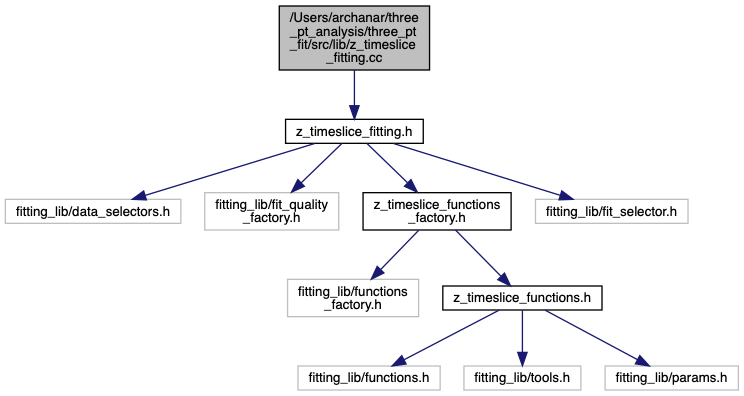 /Users/archanar/three
_pt_analysis/three_pt
_fit/src/lib/z_timeslice
_fitting.cc
z_timeslice_fitting.h
fitting_lib/data_selectors.h
fitting_lib/fit_quality
_factory.h
z_timeslice_functions
_factory.h
fitting_lib/fit_selector.h
fitting_lib/functions
_factory.h
z_timeslice_functions.h
fitting_lib/functions.h
fitting_lib/tools.h
fitting_lib/params.h